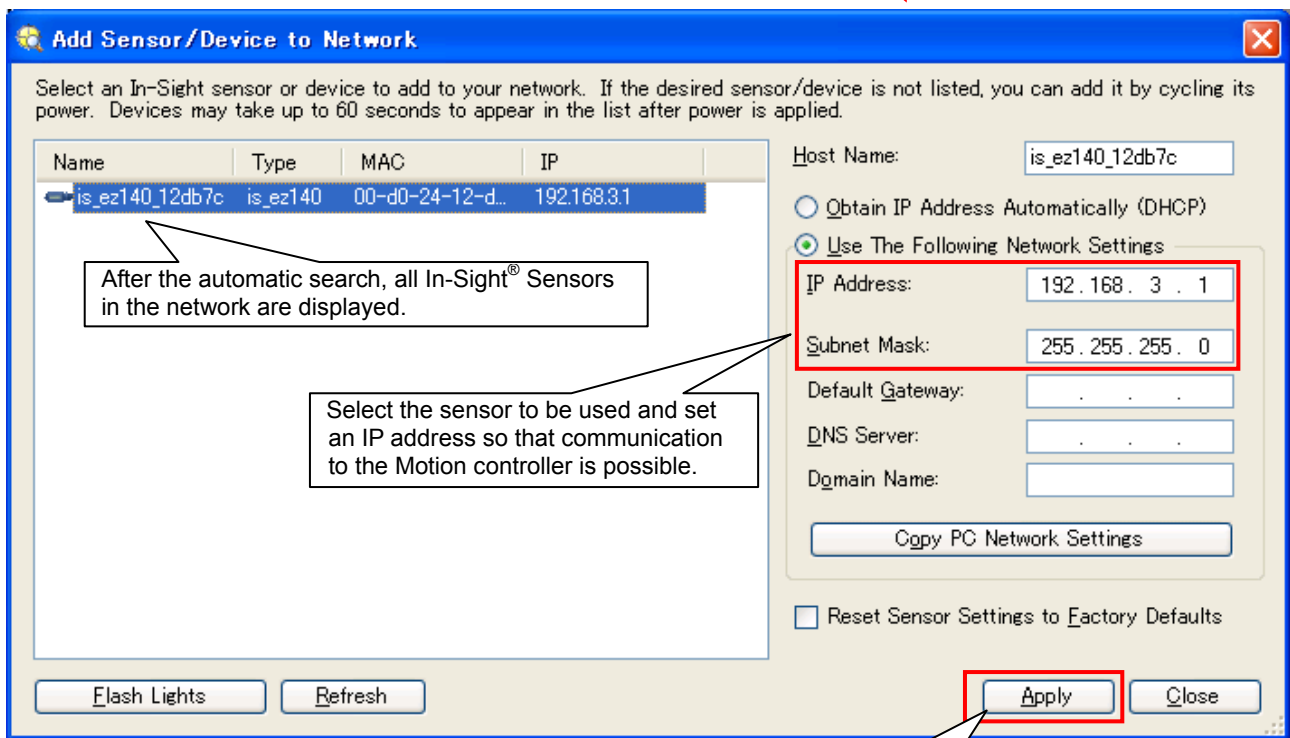 Add Sensor/Device to Network
Select an In-Sight sensor or device to add to your network. If the desired sensor/device is not listed, you can add it by cycling its
power. Devices may take up to 60 seconds to appear in the list after power is applied.
Name Type MAC IP
is_ez140_12db7c is_ez140 00-d0-24-12-d... 192.168.3.1
After the automatic search, all In-Sight® Sensors
in the network are displayed.
Select the sensor to be used and set
an IP address so that communication
to the Motion controller is possible.
Host Name: is_ez140_12db7c
Obtain IP Address Automatically (DHCP)
Use The Following Network Settings
IP Address: 192.168. 3 . 1
Subnet Mask: 255.255.255. 0
Default Gateway: . . .
DNS Server: . . .
Domain Name:
Copy PC Network Settings
Reset Sensor Settings to Factory Defaults
Flash Lights Refresh Apply Close